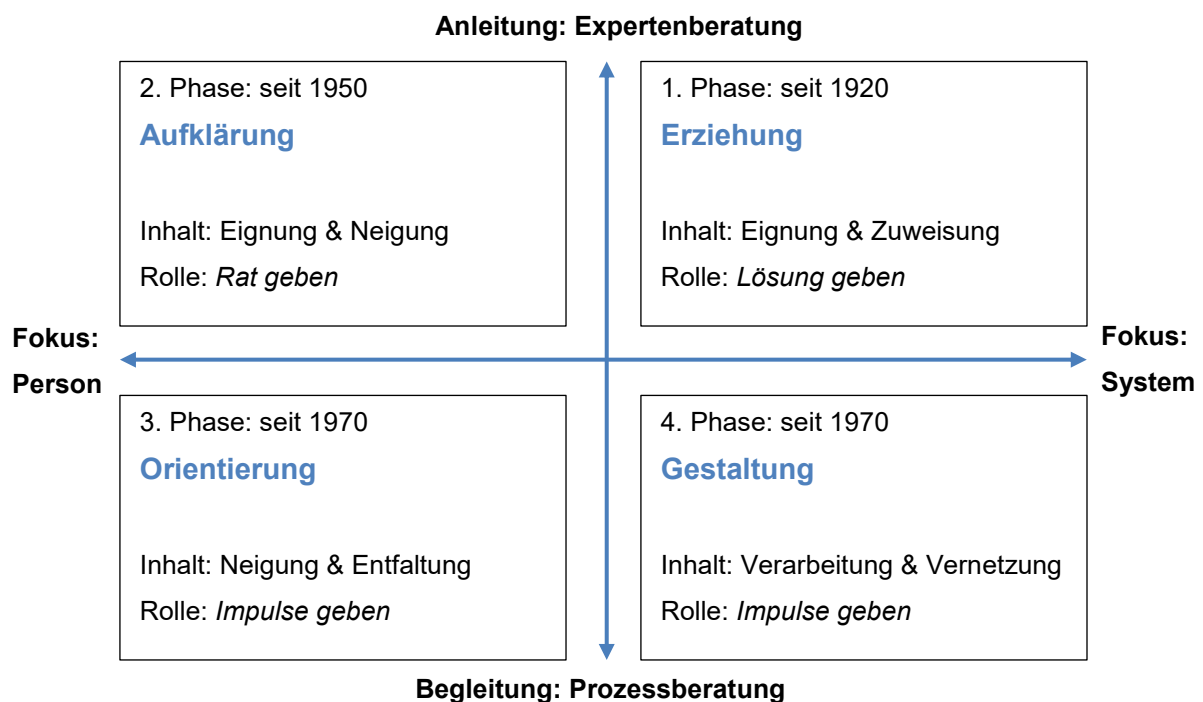 Anleitung: Expertenberatung
2. Phase: seit 1950
Aufklärung
Inhalt: Eignung & Neigung
Rolle: Rat geben
1. Phase: seit 1920
Erziehung
Inhalt: Eignung & Zuweisung
Rolle: Lösung geben
Fokus:
Person
Fokus:
System
3. Phase: seit 1970
Orientierung
Inhalt: Neigung & Entfaltung
Rolle: Impulse geben
4. Phase: seit 1970
Gestaltung
Inhalt: Verarbeitung & Vernetzung
Rolle: Impulse geben
Begleitung: Prozessberatung